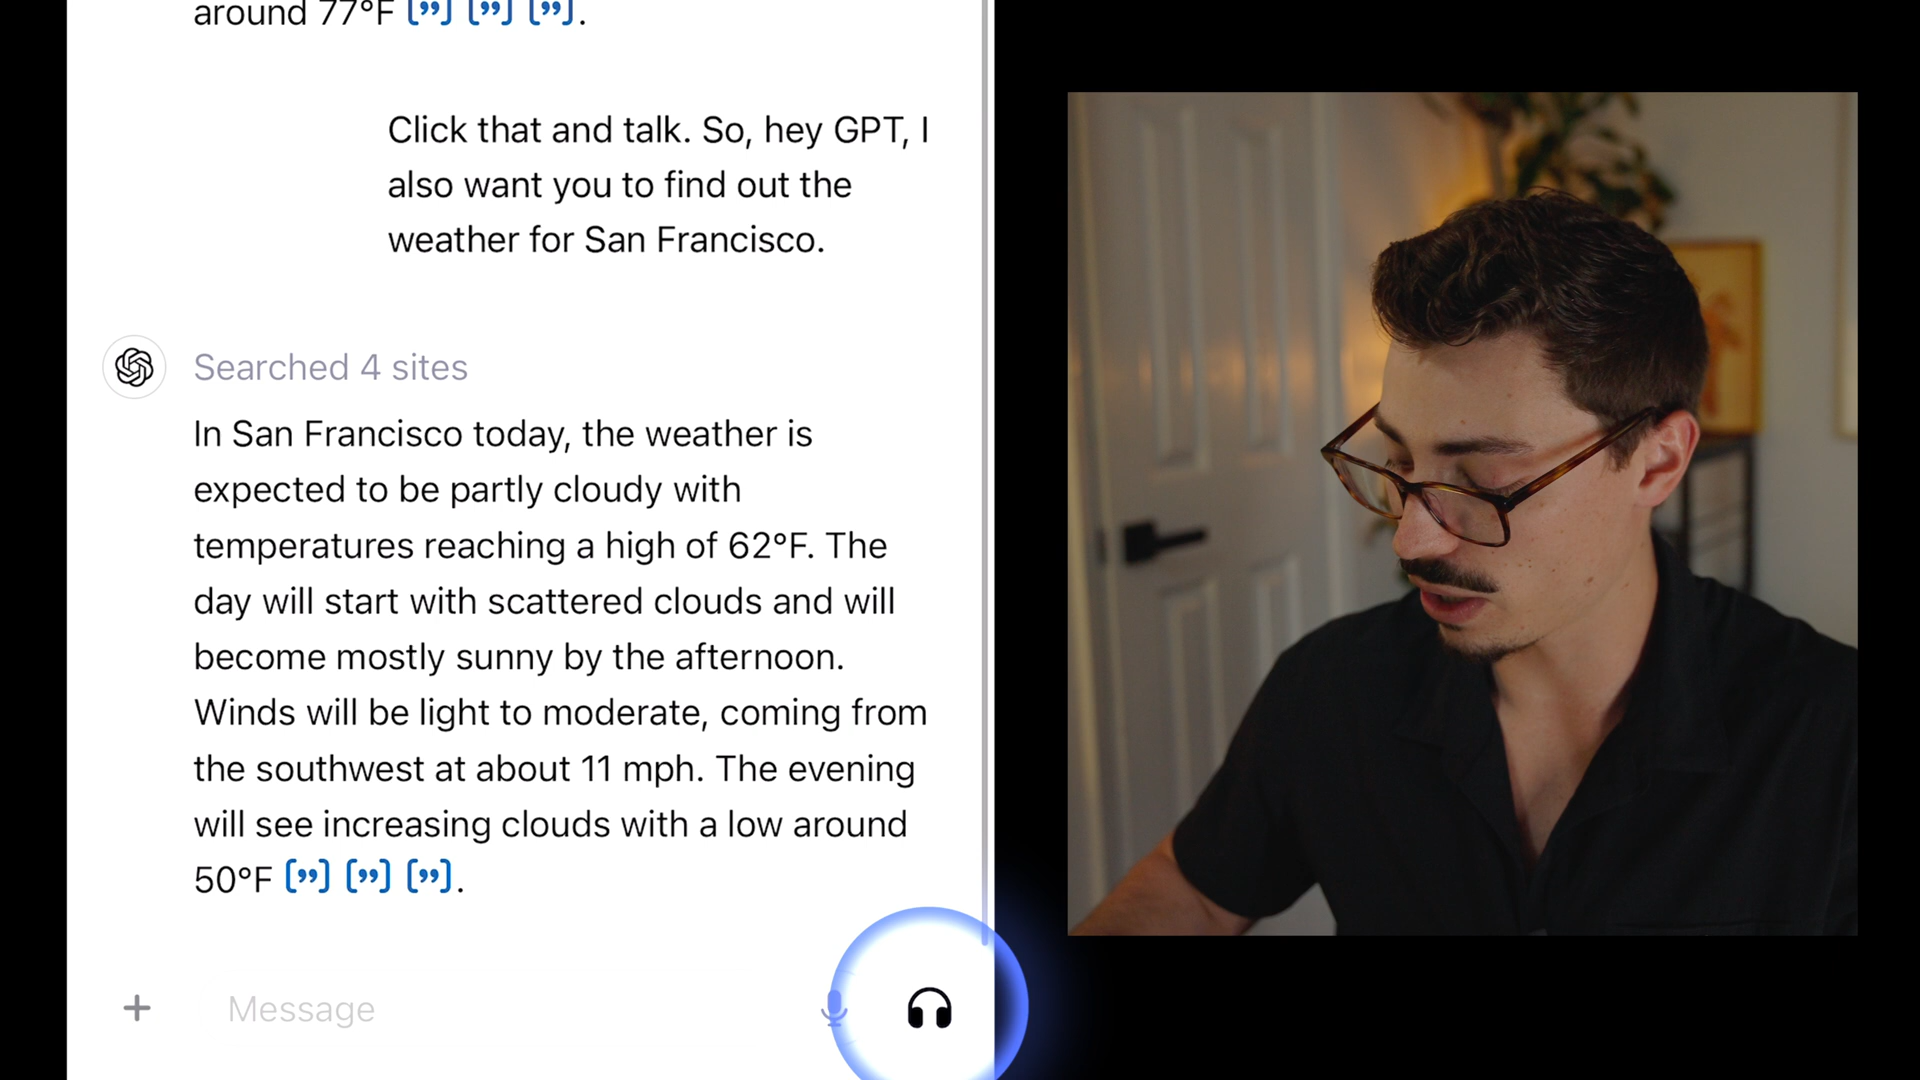 around 77°F [”] [”] [”].
Click that and talk. So, hey GPT, I
also want you to find out the
weather for San Francisco.
Searched 4 sites
In San Francisco today, the weather is
expected to be partly cloudy with
temperatures reaching a high of 62°F. The
day will start with scattered clouds and will
become mostly sunny by the afternoon.
Winds will be light to moderate, coming from
the southwest at about 11 mph. The evening
will see increasing clouds with a low around
50°F [”] [”] [”].
Message